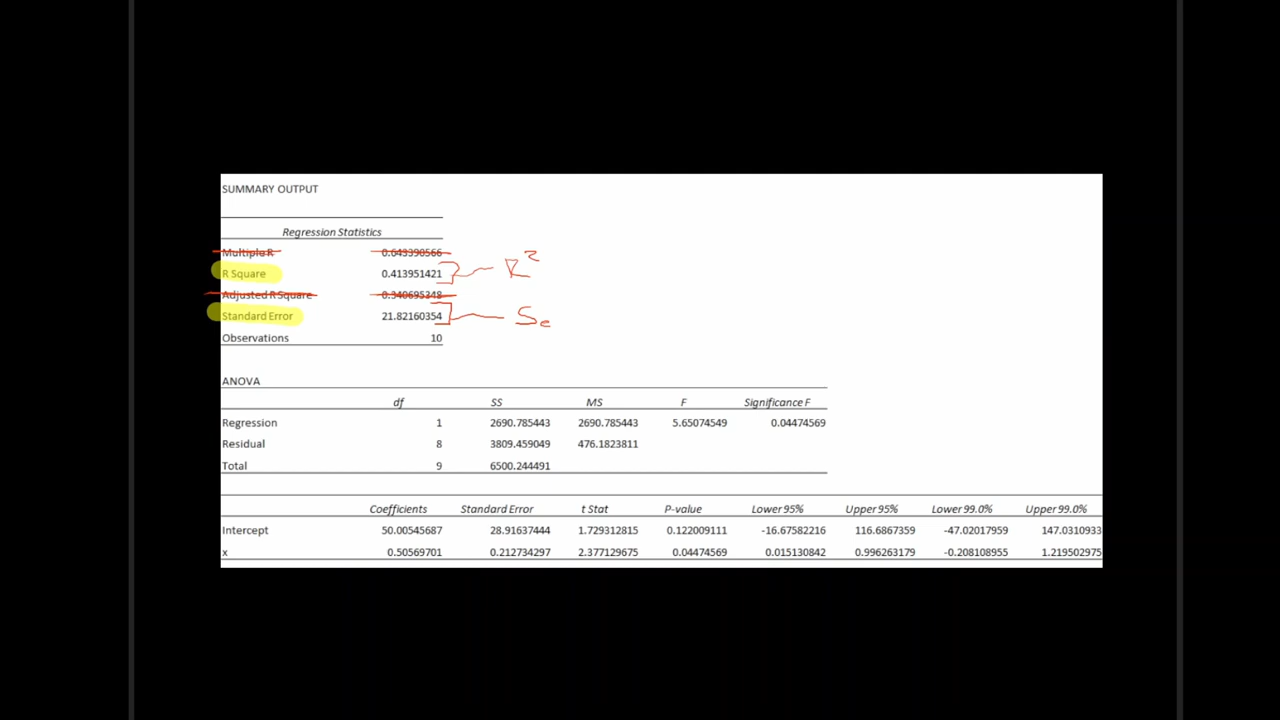 SUMMARY OUTPUT
Regression Statistics
Multiple R 0.643390566
R Square 0.413951421 R²
Adjusted R Square 0.340695348
Standard Error 21.82160354 Se
Observations 10
ANOVA
df SS MS F Significance F
Regression 1 2690.785443 2690.785443 5.65074549 0.04474569
Residual 8 3809.459049 476.1823811
Total 9 6500.244491
Coefficients Standard Error t Stat P-value Lower 95% Upper 95% Lower 99.0% Upper 99.0%
Intercept 50.00545687 28.91637444 1.729312815 0.122009111 -16.67582216 116.6867359 -47.02017959 147.0310933
x 0.50569701 0.212734297 2.377129675 0.04474569 0.015130842 0.996263179 -0.208108955 1.219502975